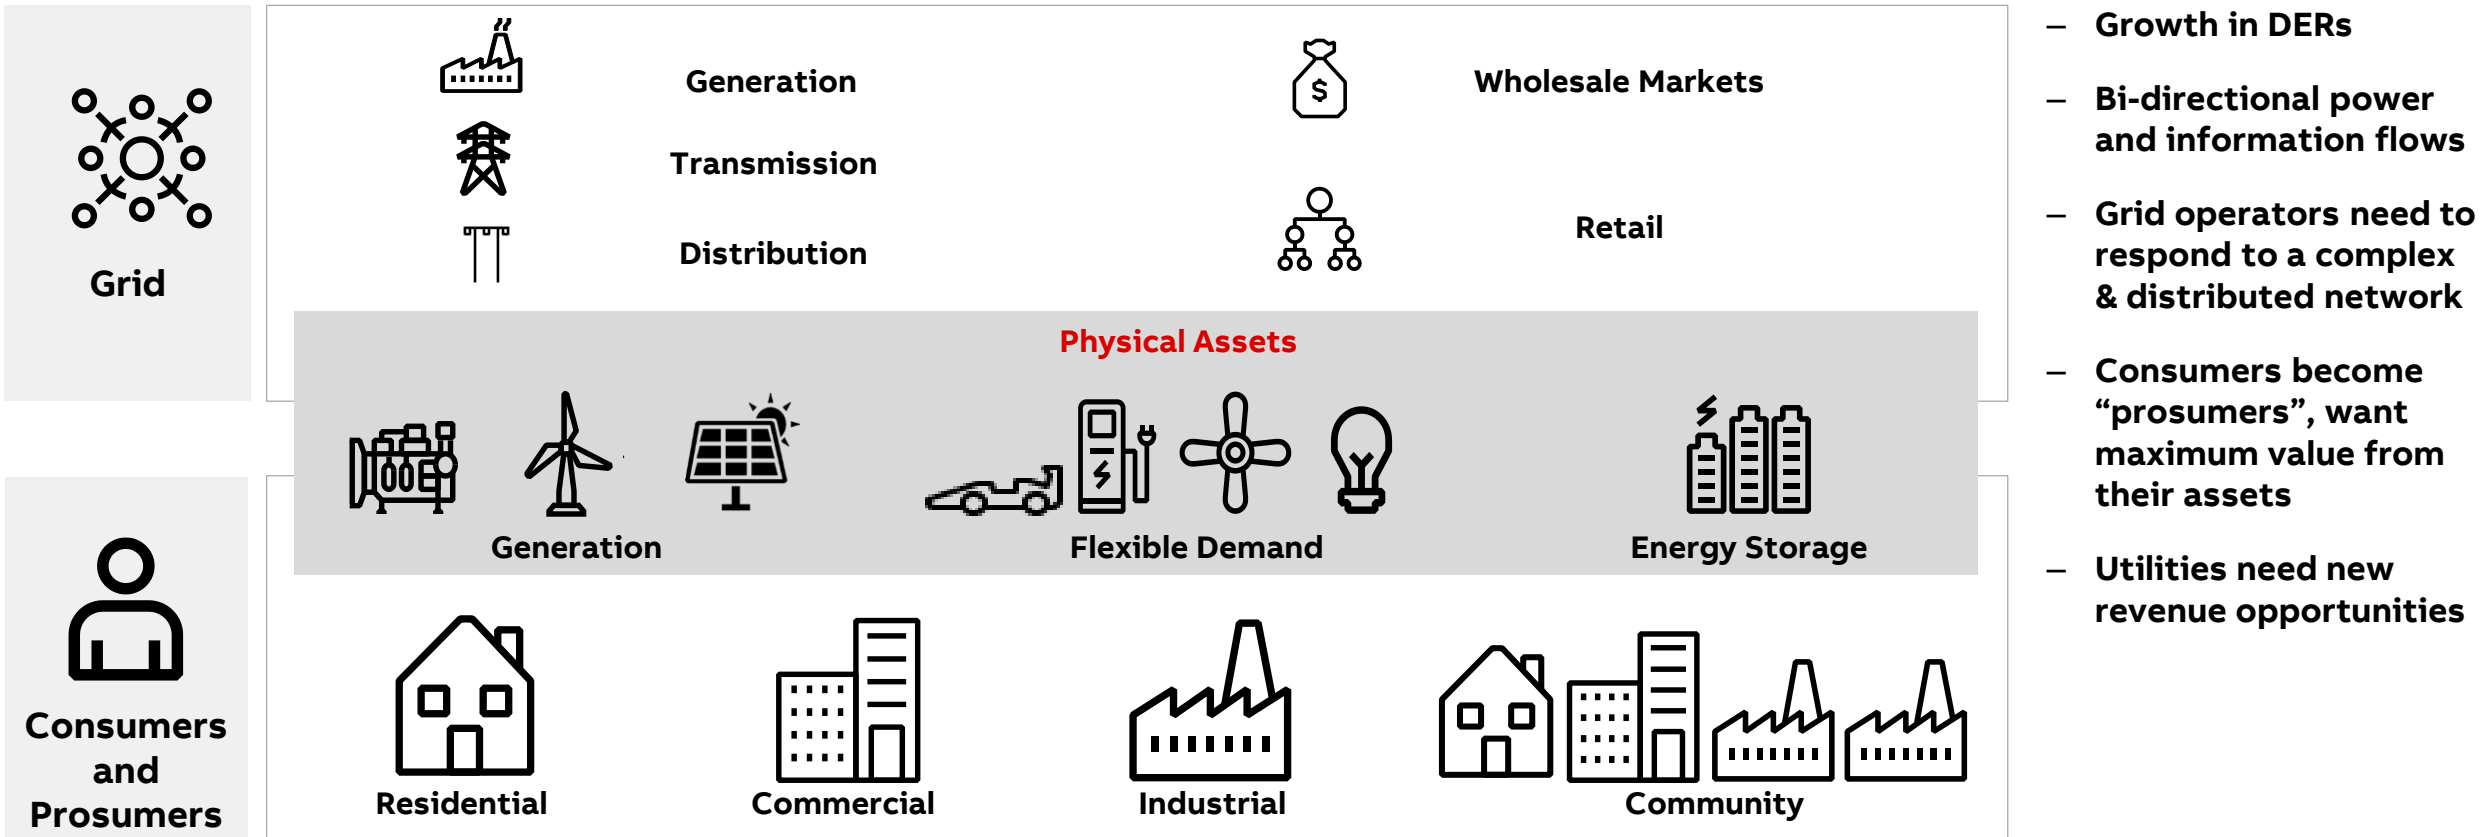 Grid
Generation
Transmission
Distribution
$
Wholesale Markets
Retail
Physical Assets
Generation
Flexible Demand
Energy Storage
Consumers
and
Prosumers
Residential
Commercial
Industrial
Community
– Growth in DERs
– Bi-directional power
and information flows
– Grid operators need to
respond to a complex
& distributed network
– Consumers become
“prosumers”, want
maximum value from
their assets
– Utilities need new
revenue opportunities